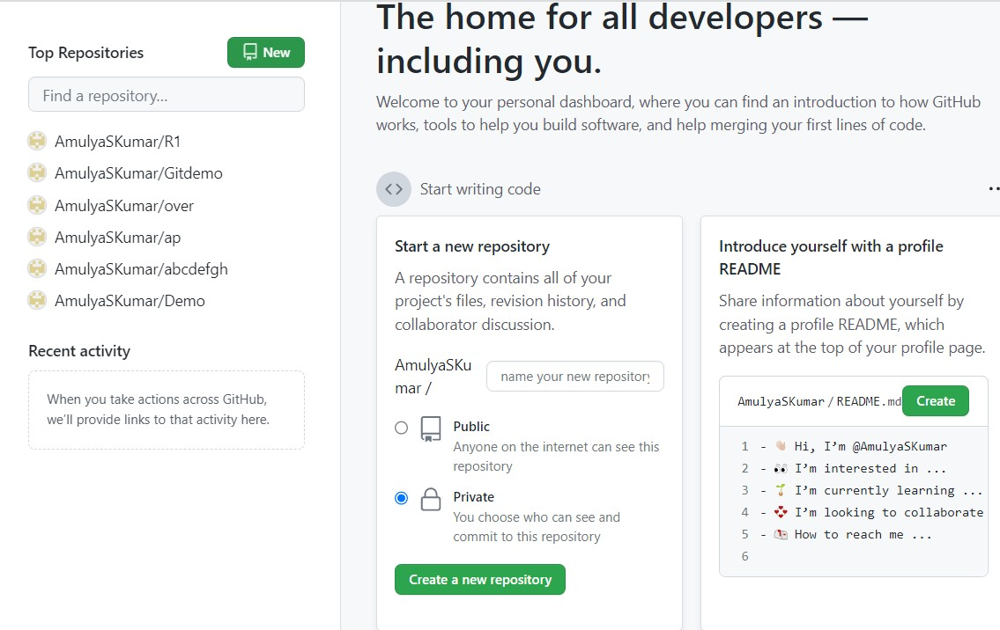 Top Repositories
New
Find a repository...
AmulyaSKumar/R1
AmulyaSKumar/Gitdemo
AmulyaSKumar/over
AmulyaSKumar/ap
AmulyaSKumar/abcdefgh
AmulyaSKumar/Demo
Recent activity
When you take actions across GitHub,
we’ll provide links to that activity here.
The home for all developers —
including you.
Welcome to your personal dashboard, where you can find an introduction to how GitHub
works, tools to help you build software, and help merging your first lines of code.
<> Start writing code
Start a new repository
A repository contains all of your
project's files, revision history, and
collaborator discussion.
AmulyaSKu
mar /
name your new repository
Public
Anyone on the internet can see this
repository
Private
You choose who can see and
commit to this repository
Create a new repository
Introduce yourself with a profile
README
Share information about yourself by
creating a profile README, which
appears at the top of your profile page.
AmulyaSKumar / README.md
Create
1 - 👋🏻 Hi, I’m @AmulyaSKumar
2 - 👀 I’m interested in ...
3 - 🌱 I’m currently learning ...
4 - 💞️ I’m looking to collaborate
5 - 📫 How to reach me ...
6